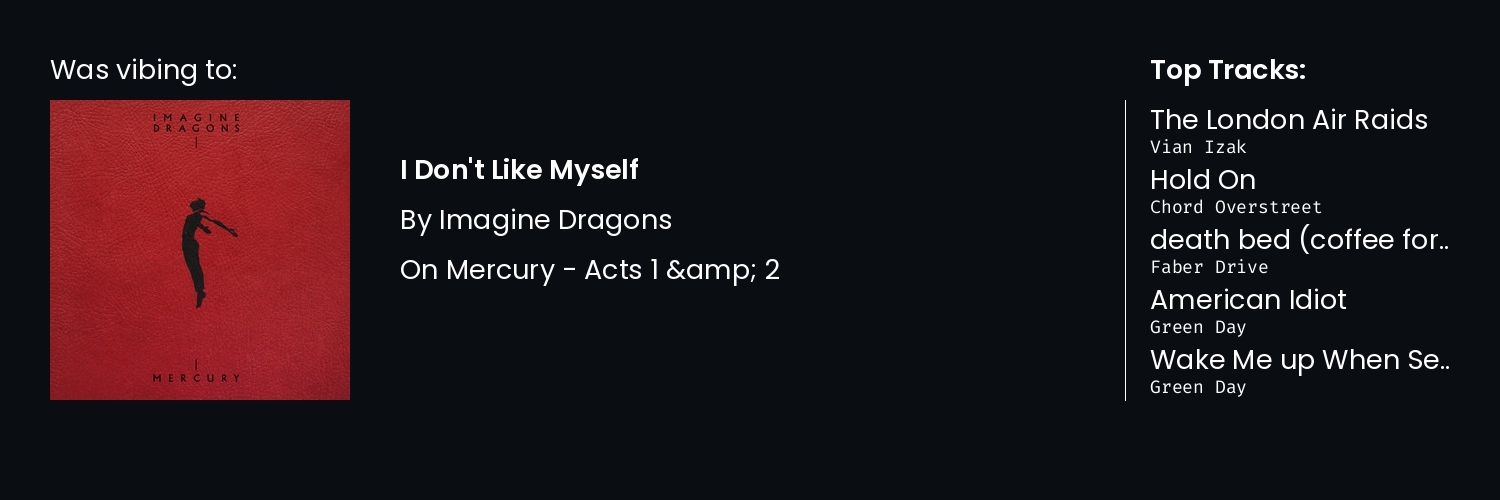 Was vibing to:
IMAGINE
DRAGONS
MERCURY
I Don't Like Myself
By Imagine Dragons
On Mercury - Acts 1 &amp; 2
Top Tracks:
The London Air Raids
Vian Izak
Hold On
Chord Overstreet
death bed (coffee for..
Faber Drive
American Idiot
Green Day
Wake Me up When Se..
Green Day